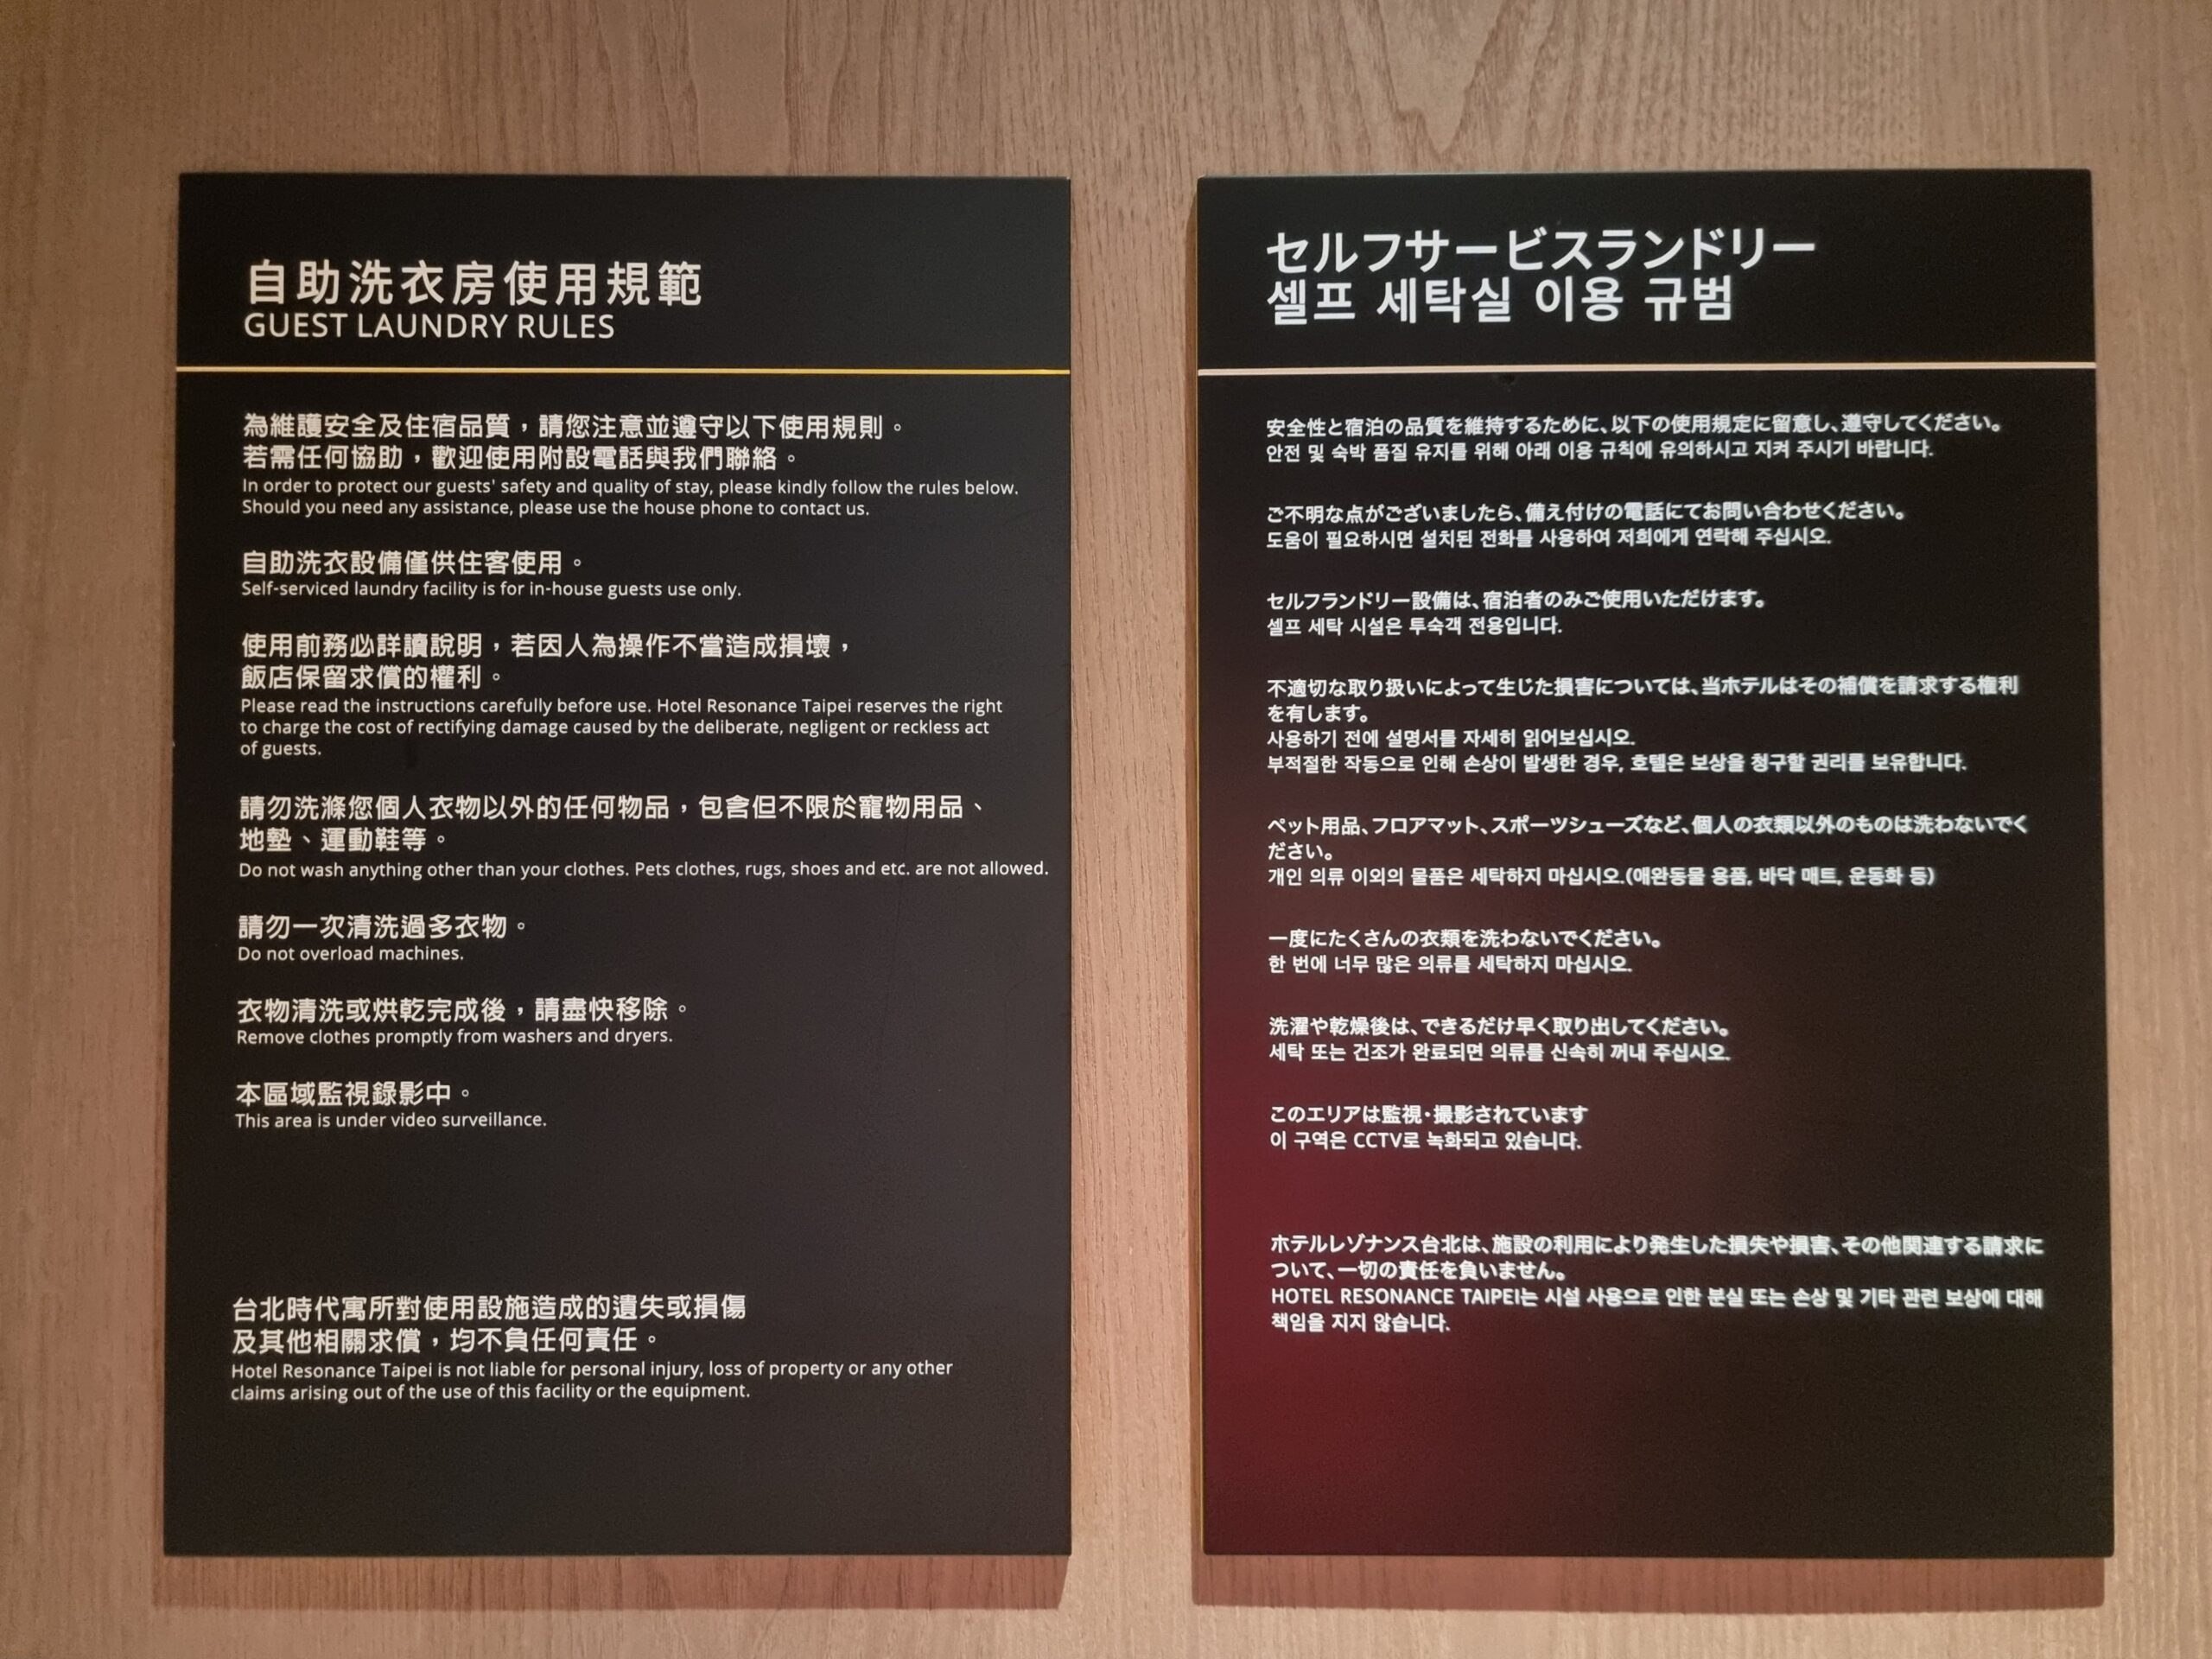 自助洗衣房使用規範
GUEST LAUNDRY RULES
為維護安全及住宿品質，請您注意並遵守以下使用規則。
若需任何協助，歡迎使用附設電話與我們聯絡。
In order to protect our guests' safety and quality of stay, please kindly follow the rules below.
Should you need any assistance, please use the house phone to contact us.
自助洗衣設備僅供住客使用。
Self-serviced laundry facility is for in-house guests use only.
使用前務必詳讀說明，若因人為操作不當造成損壞，
飯店保留求償的權利。
Please read the instructions carefully before use. Hotel Resonance Taipei reserves the right
to charge the cost of rectifying damage caused by the deliberate, negligent or reckless act
of guests.
請勿洗滌您個人衣物以外的任何物品，包含但不限於寵物用品、
地墊、運動鞋等。
Do not wash anything other than your clothes. Pets clothes, rugs, shoes and etc. are not allowed.
請勿一次清洗過多衣物。
Do not overload machines.
衣物清洗或烘乾完成後，請盡快移除。
Remove clothes promptly from washers and dryers.
本區域監視錄影中。
This area is under video surveillance.
台北時代寓所對使用設施造成的遺失或損傷
及其他相關求償，均不負任何責任。
Hotel Resonance Taipei is not liable for personal injury, loss of property or any other
claims arising out of the use of this facility or the equipment.
セルフサービスランドリー
셀프 세탁실 이용 규범
安全性と宿泊の品質を維持するために、以下の使用規定に留意し、遵守してください。
안전 및 숙박 품질 유지를 위해 아래 이용 규칙에 유의하시고 지켜 주시기 바랍니다.
ご不明な点がございましたら、備え付けの電話にてお問い合わせください。
도움이 필요하시면 설치된 전화를 사용하여 저희에게 연락해 주십시오.
セルフランドリー設備は、宿泊者のみご使用いただけます。
셀프 세탁 시설은 투숙객 전용입니다.
不適切な取り扱いによって生じた損害については、当ホテルはその補償を請求する権利
を有します。
사용하기 전에 설명서를 자세히 읽어보십시오.
부적절한 작동으로 인해 손상이 발생한 경우, 호텔은 보상을 청구할 권리를 보유합니다.
ペット用品、フロアマット、スポーツシューズなど、個人の衣類以外のものは洗わないでく
ださい。
개인 의류 이외의 물품은 세탁하지 마십시오.(애완동물 용품, 바닥 매트, 운동화 등)
一度にたくさんの衣類を洗わないでください。
한 번에 너무 많은 의류를 세탁하지 마십시오.
洗濯や乾燥後は、できるだけ早く取り出してください。
세탁 또는 건조가 완료되면 의류를 신속히 꺼내 주십시오.
このエリアは監視・撮影されています
이 구역은 CCTV로 녹화되고 있습니다.
ホテルレゾナンス台北は、施設の利用により発生した損失や損害、その他関連する請求に
ついて、一切の責任を負いません。
HOTEL RESONANCE TAIPEI는 시설 사용으로 인한 분실 또는 손상 및 기타 관련 보상에 대해
책임을 지지 않습니다.